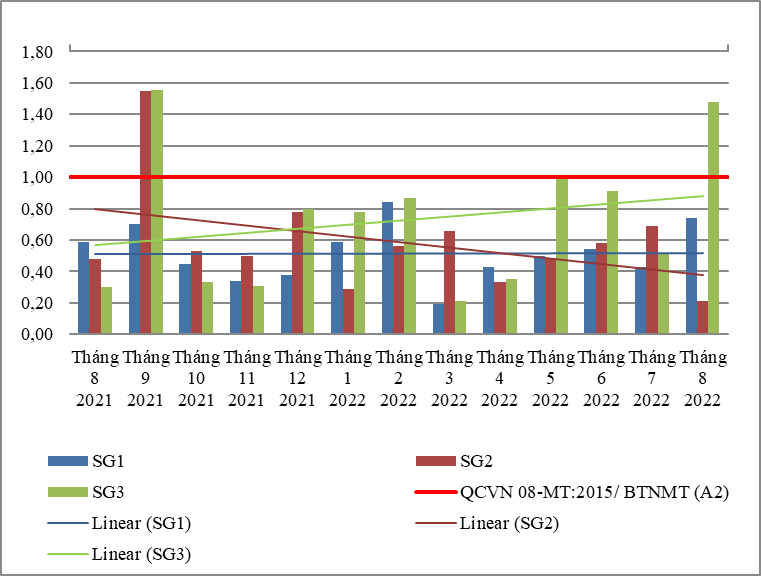 1,80
1,60
1,40
1,20
1,00
0,80
0,60
0,40
0,20
0,00
Tháng Tháng Tháng Tháng Tháng Tháng Tháng Tháng Tháng Tháng Tháng Tháng Tháng
8 9 10 11 12 1 2 3 4 5 6 7 8
2021 2021 2021 2021 2021 2022 2022 2022 2022 2022 2022 2022 2022
SG1 SG2
SG3 QCVN 08-MT:2015/ BTNMT (A2)
Linear (SG1) Linear (SG2)
Linear (SG3)